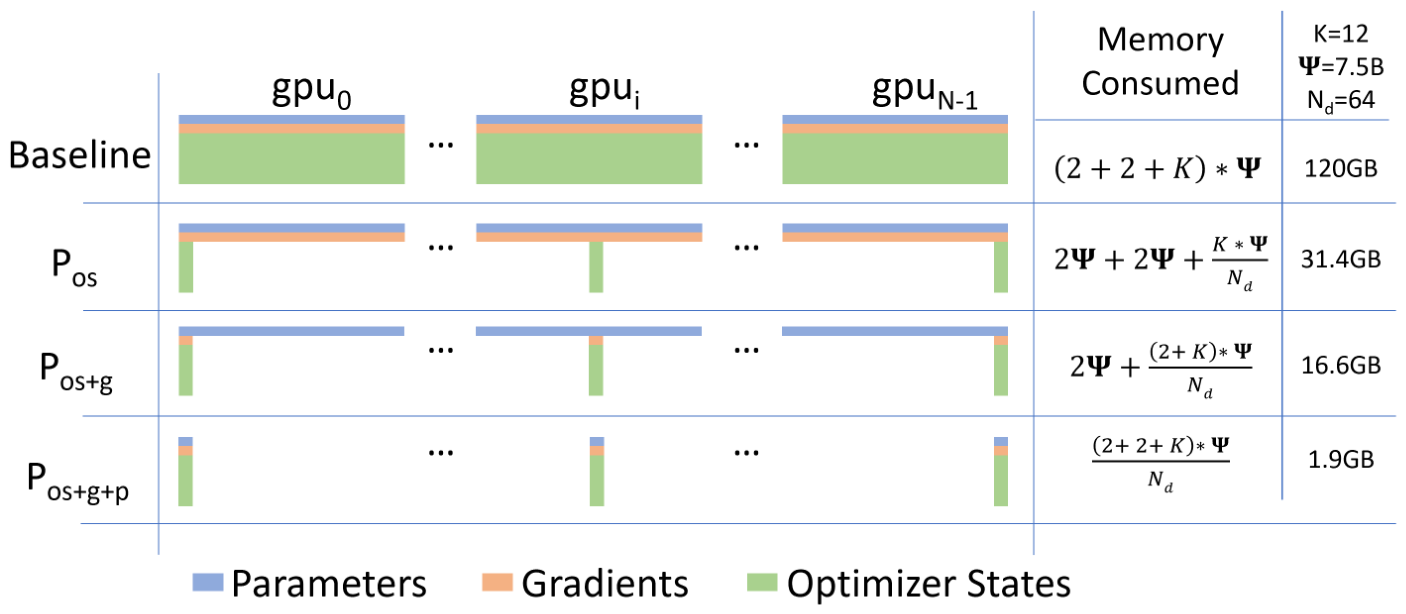 gpu0 gpui gpuN-1 Memory Consumed K=12
Ψ=7.5B
Nd=64
Baseline ... ... (2 + 2 + K) ∗ Ψ 120GB
Pos ... ... 2Ψ + 2Ψ + K ∗ Ψ / Nd 31.4GB
Pos+g ... ... 2Ψ + (2+ K)∗ Ψ / Nd 16.6GB
Pos+g+p ... ... (2+ 2+ K)∗ Ψ / Nd 1.9GB
Parameters Gradients Optimizer States